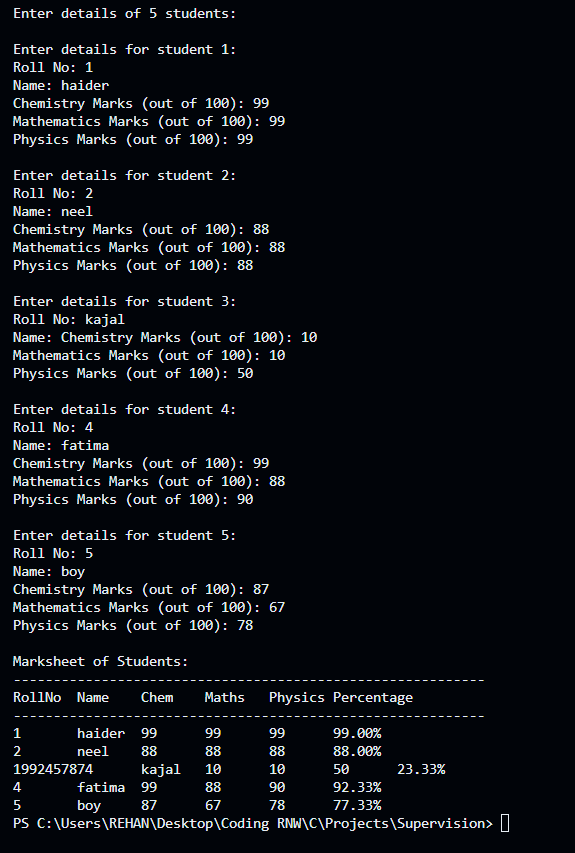 Enter details of 5 students:
Enter details for student 1:
Roll No: 1
Name: haider
Chemistry Marks (out of 100): 99
Mathematics Marks (out of 100): 99
Physics Marks (out of 100): 99
Enter details for student 2:
Roll No: 2
Name: neel
Chemistry Marks (out of 100): 88
Mathematics Marks (out of 100): 88
Physics Marks (out of 100): 88
Enter details for student 3:
Roll No: kajal
Name: Chemistry Marks (out of 100): 10
Mathematics Marks (out of 100): 10
Physics Marks (out of 100): 50
Enter details for student 4:
Roll No: 4
Name: fatima
Chemistry Marks (out of 100): 99
Mathematics Marks (out of 100): 88
Physics Marks (out of 100): 90
Enter details for student 5:
Roll No: 5
Name: boy
Chemistry Marks (out of 100): 87
Mathematics Marks (out of 100): 67
Physics Marks (out of 100): 78
Marksheet of Students:
-----------------------------------------------------------
RollNo  Name    Chem    Maths   Physics Percentage
-----------------------------------------------------------
1       haider  99      99      99      99.00%
2       neel    88      88      88      88.00%
1992457874      kajal   10      10      50      23.33%
4       fatima  99      88      90      92.33%
5       boy     87      67      78      77.33%
PS C:\Users\REHAN\Desktop\Coding RNW\C\Projects\Supervision>